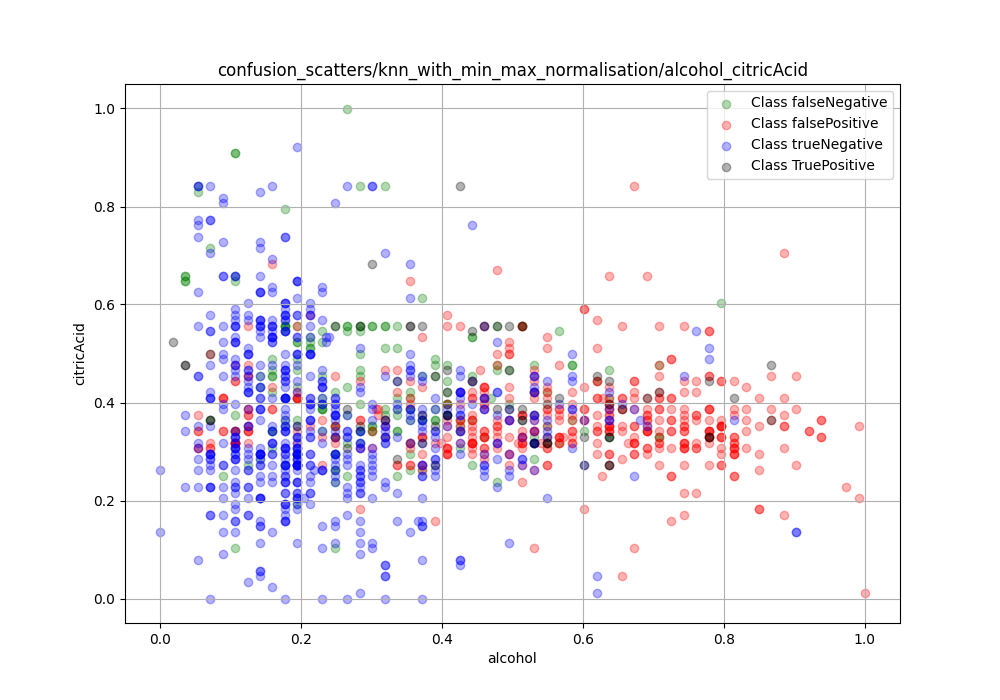 confusion_scatters/knn_with_min_max_normalisation/alcohol_citricAcid
Class falseNegative
Class falsePositive
Class trueNegative
Class TruePositive
1.0
0.8
0.6
0.4
0.2
0.0
citricAcid
0.0 0.2 0.4 0.6 0.8 1.0
alcohol